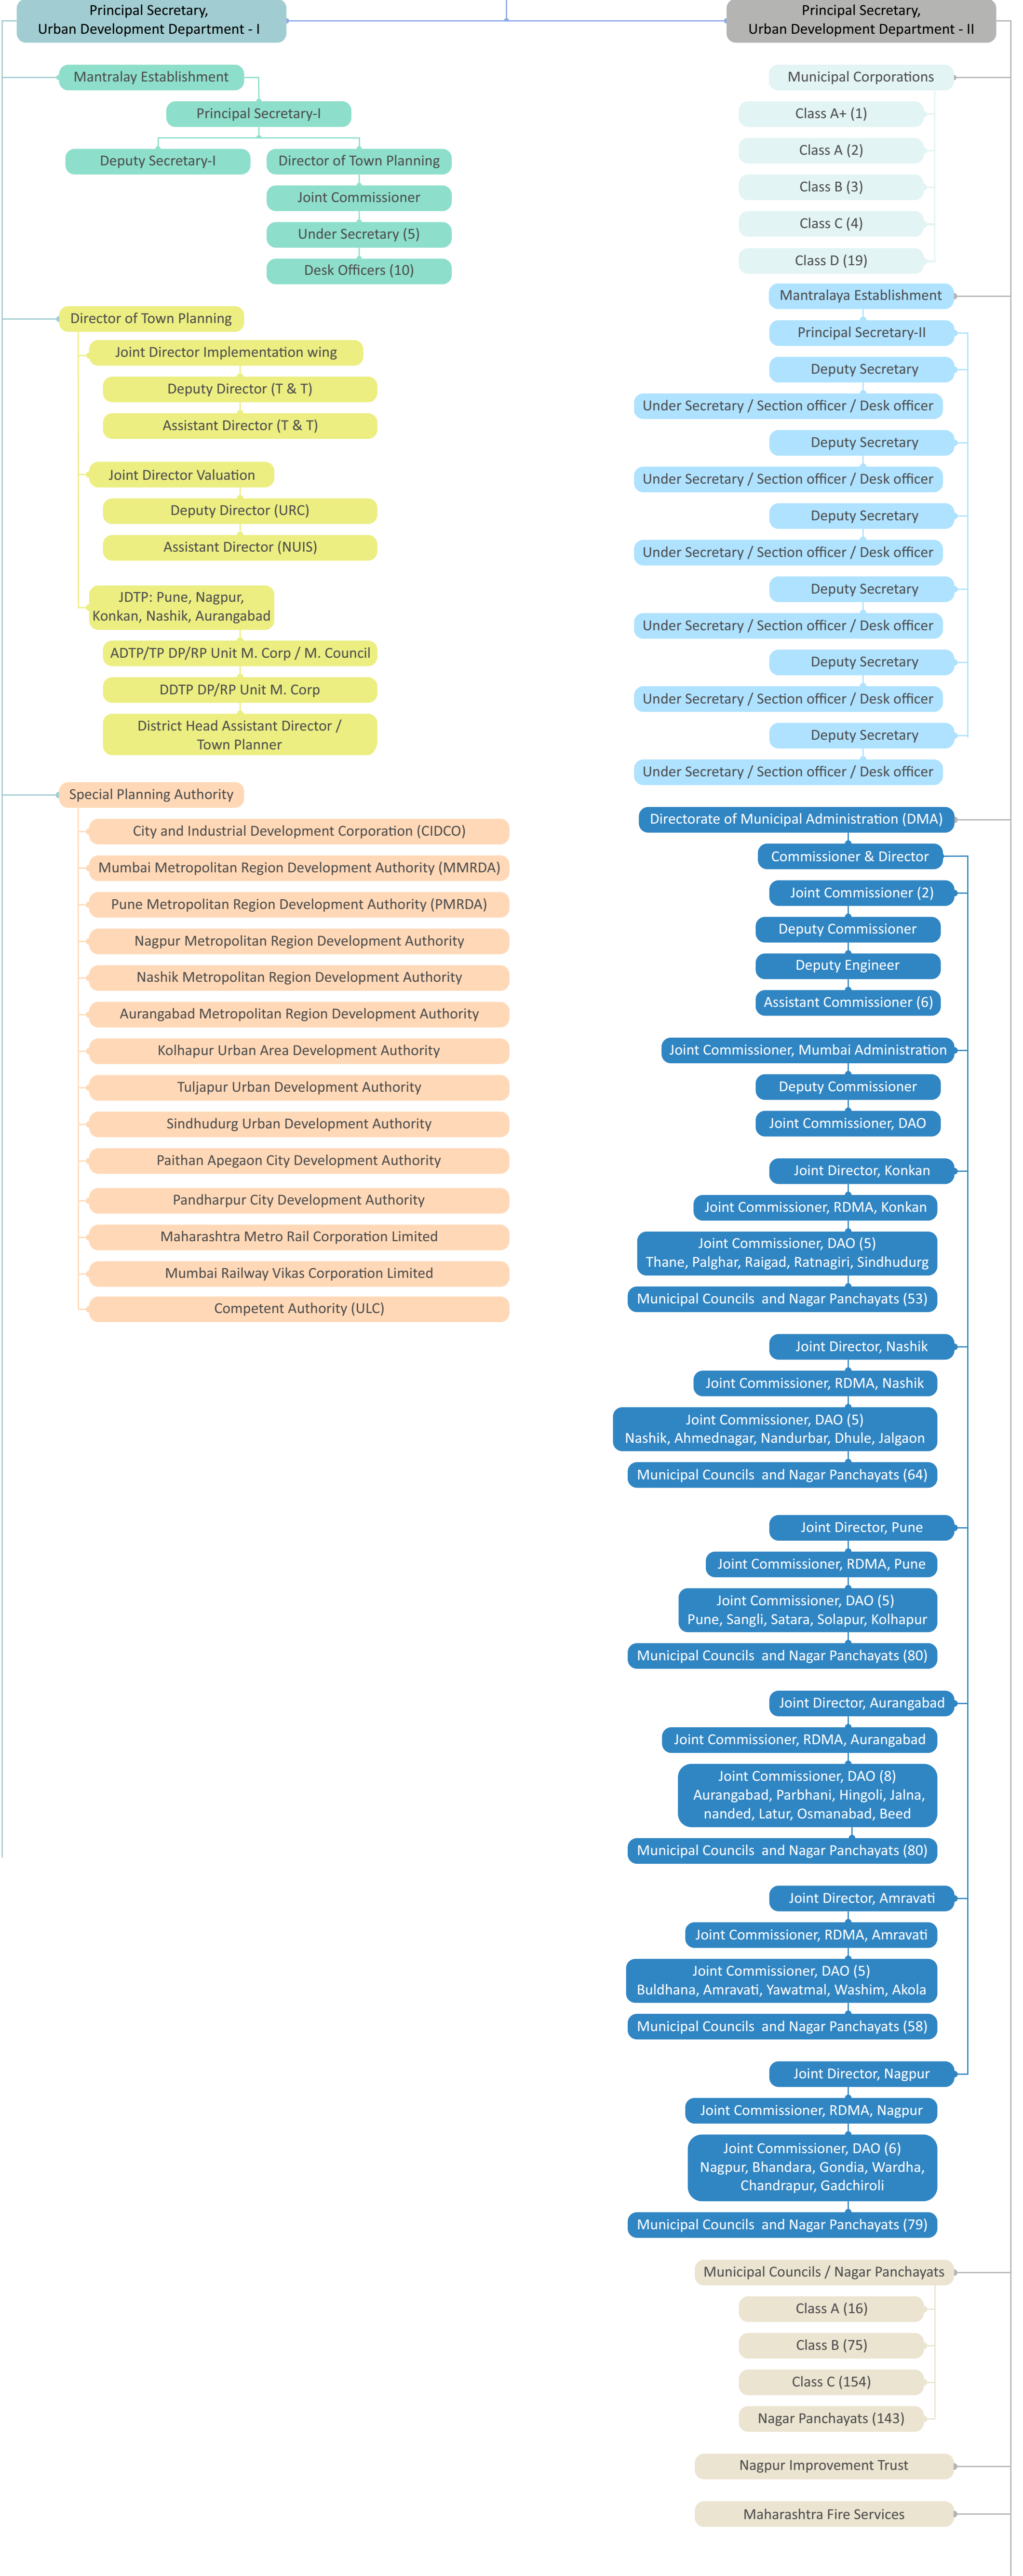 Principal Secretary,
Urban Development Department - I
Mantralay Establishment
Principal Secretary-I
Deputy Secretary-I
Director of Town Planning
Joint Commissioner
Under Secretary (5)
Desk Officers (10)
Director of Town Planning
Joint Director Implementation wing
Deputy Director (T & T)
Assistant Director (T & T)
Joint Director Valuation
Deputy Director (URC)
Assistant Director (NUIS)
JDTP: Pune, Nagpur,
Konkan, Nashik, Aurangabad
ADTP/TP DP/RP Unit M. Corp / M. Council
DDTP DP/RP Unit M. Corp
District Head Assistant Director /
Town Planner
Special Planning Authority
City and Industrial Development Corporation (CIDCO)
Mumbai Metropolitan Region Development Authority (MMRDA)
Pune Metropolitan Region Development Authority (PMRDA)
Nagpur Metropolitan Region Development Authority
Nashik Metropolitan Region Development Authority
Aurangabad Metropolitan Region Development Authority
Kolhapur Urban Area Development Authority
Tuljapur Urban Development Authority
Sindhudurg Urban Development Authority
Paithan Apegaon City Development Authority
Pandharpur City Development Authority
Maharashtra Metro Rail Corporation Limited
Mumbai Railway Vikas Corporation Limited
Competent Authority (ULC)
Principal Secretary,
Urban Development Department - II
Municipal Corporations
Class A+ (1)
Class A (2)
Class B (3)
Class C (4)
Class D (19)
Mantralaya Establishment
Principal Secretary-II
Deputy Secretary
Under Secretary / Section officer / Desk officer
Deputy Secretary
Under Secretary / Section officer / Desk officer
Deputy Secretary
Under Secretary / Section officer / Desk officer
Deputy Secretary
Under Secretary / Section officer / Desk officer
Deputy Secretary
Under Secretary / Section officer / Desk officer
Deputy Secretary
Under Secretary / Section officer / Desk officer
Directorate of Municipal Administration (DMA)
Commissioner & Director
Joint Commissioner (2)
Deputy Commissioner
Deputy Engineer
Assistant Commissioner (6)
Joint Commissioner, Mumbai Administration
Deputy Commissioner
Joint Commissioner, DAO
Joint Director, Konkan
Joint Commissioner, RDMA, Konkan
Joint Commissioner, DAO (5)
Thane, Palghar, Raigad, Ratnagiri, Sindhudurg
Municipal Councils and Nagar Panchayats (53)
Joint Director, Nashik
Joint Commissioner, RDMA, Nashik
Joint Commissioner, DAO (5)
Nashik, Ahmednagar, Nandurbar, Dhule, Jalgaon
Municipal Councils and Nagar Panchayats (64)
Joint Director, Pune
Joint Commissioner, RDMA, Pune
Joint Commissioner, DAO (5)
Pune, Sangli, Satara, Solapur, Kolhapur
Municipal Councils and Nagar Panchayats (80)
Joint Director, Aurangabad
Joint Commissioner, RDMA, Aurangabad
Joint Commissioner, DAO (8)
Aurangabad, Parbhani, Hingoli, Jalna,
nanded, Latur, Osmanabad, Beed
Municipal Councils and Nagar Panchayats (80)
Joint Director, Amravati
Joint Commissioner, RDMA, Amravati
Joint Commissioner, DAO (5)
Buldhana, Amravati, Yawatmal, Washim, Akola
Municipal Councils and Nagar Panchayats (58)
Joint Director, Nagpur
Joint Commissioner, RDMA, Nagpur
Joint Commissioner, DAO (6)
Nagpur, Bhandara, Gondia, Wardha,
Chandrapur, Gadchiroli
Municipal Councils and Nagar Panchayats (79)
Municipal Councils / Nagar Panchayats
Class A (16)
Class B (75)
Class C (154)
Nagar Panchayats (143)
Nagpur Improvement Trust
Maharashtra Fire Services